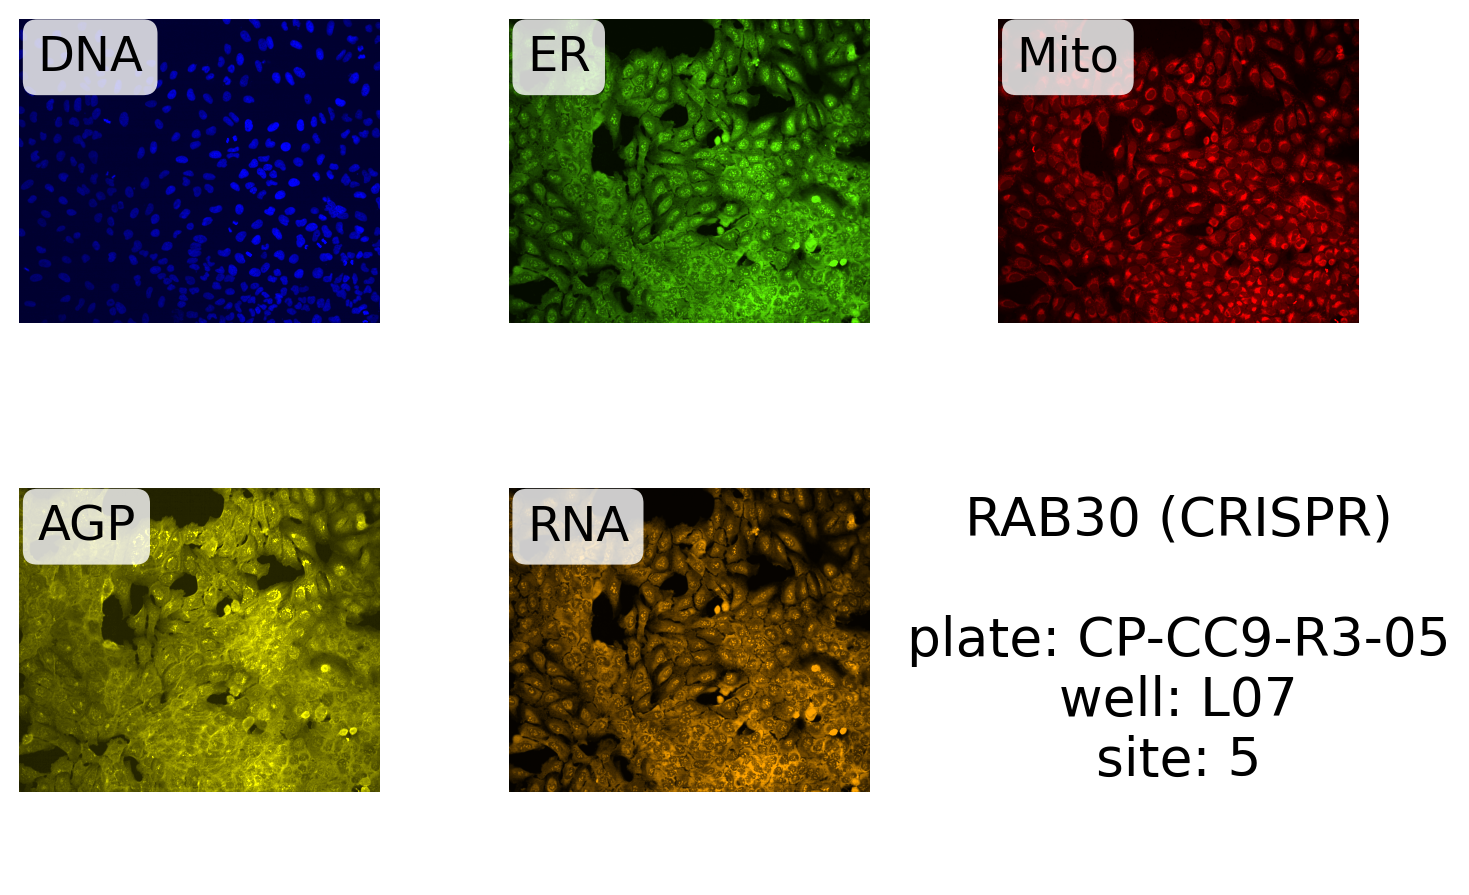 DNA
ER
Mito
AGP
RNA
RAB30 (CRISPR)
plate: CP-CC9-R3-05
well: L07
site: 5